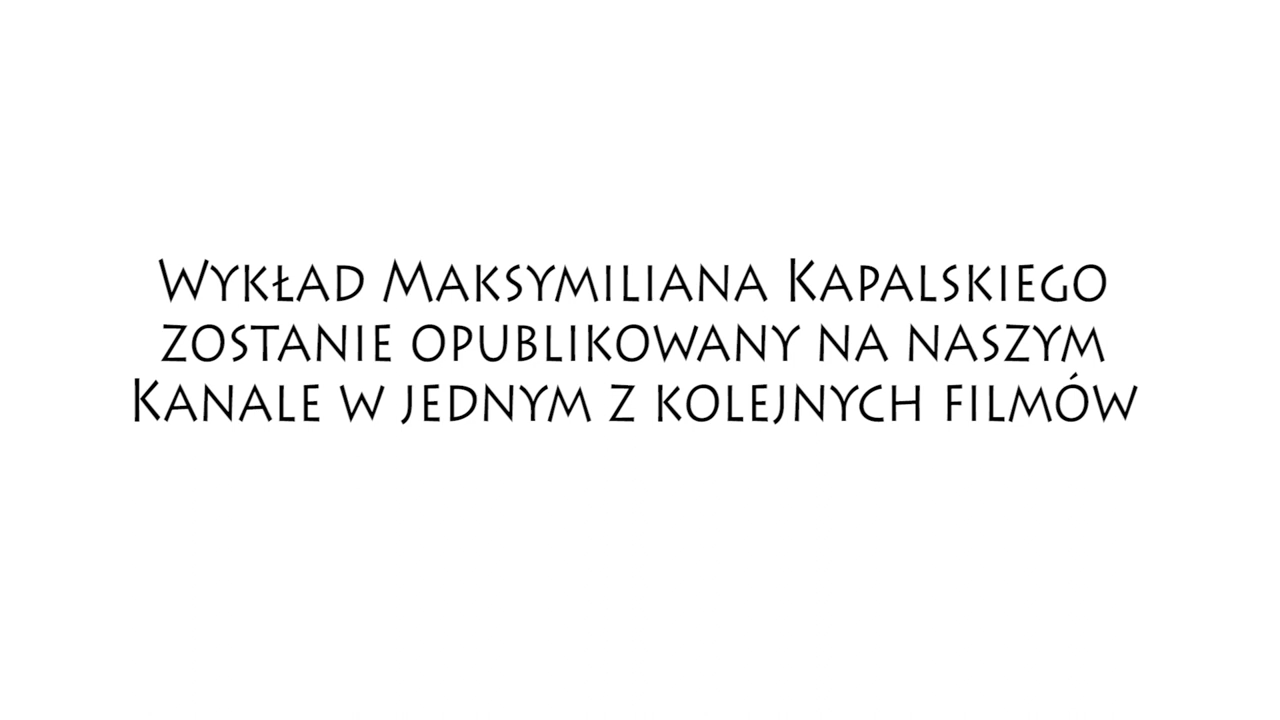 Wykład Maksymiliana Kapalskiego
zostanie opublikowany na naszym
Kanale w jednym z kolejnych filmów